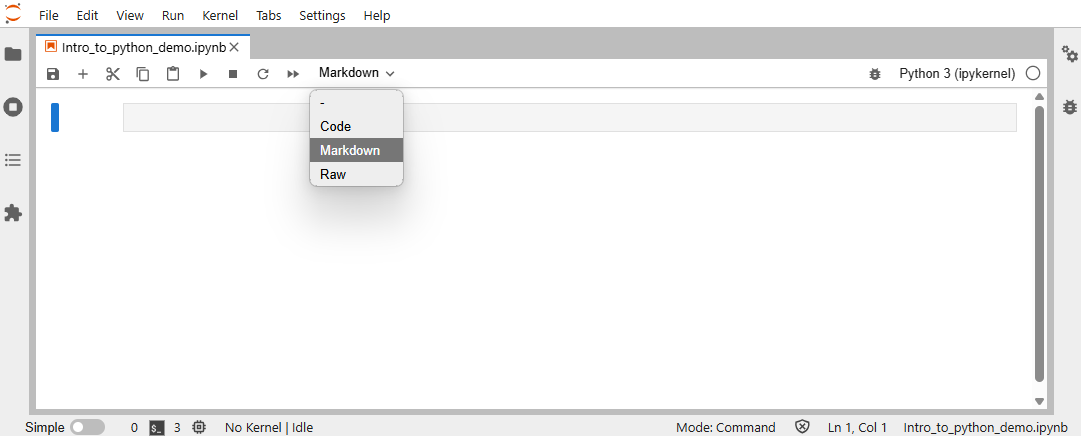 File Edit View Run Kernel Tabs Settings Help
Intro_to_python_demo.ipynb
Markdown Python 3 (ipykernel)
-
Code
Markdown
Raw
Simple 0 $_ 3 No Kernel | Idle Mode: Command Ln 1, Col 1 Intro_to_python_demo.ipynb